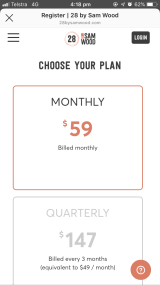 Telstra 4G 4:18 pm 62%
Register | 28 by Sam Wood
28bysamwood.com
28 BY SAM WOOD
LOGIN
CHOOSE YOUR PLAN
MONTHLY
$59
Billed monthly
QUARTERLY
$147
Billed every 3 months
(equivalent to $49 / month)
?